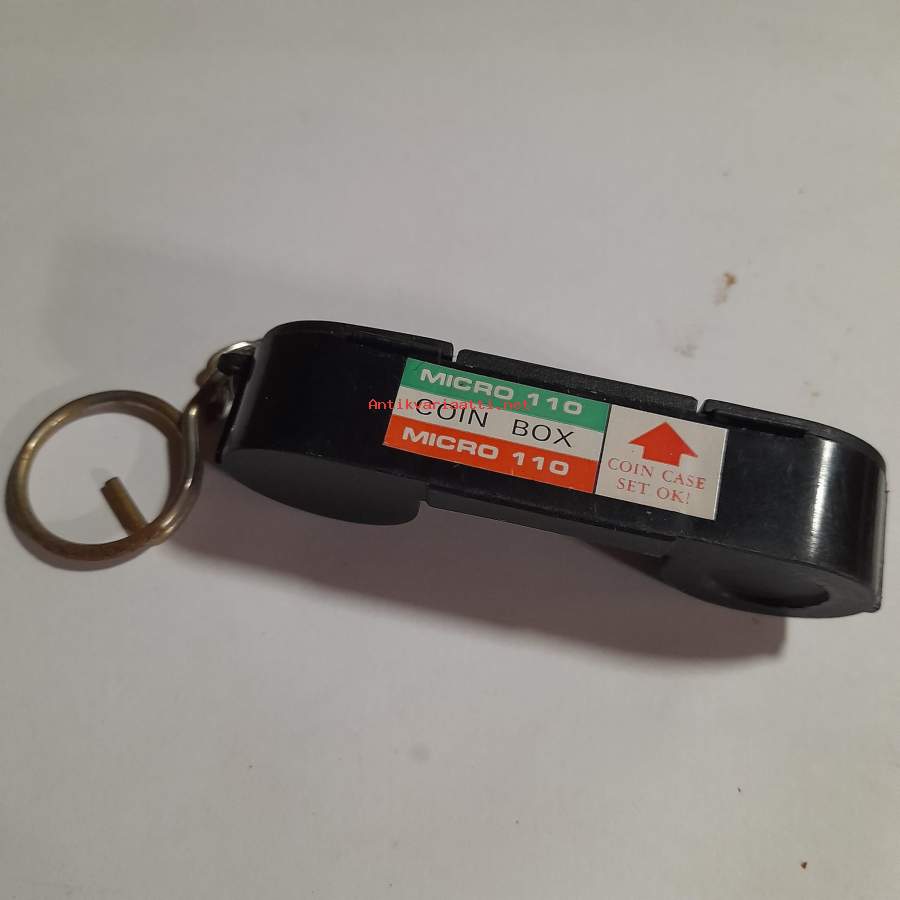 MICRO 110
Antikvariaatti.net
COIN BOX
MICRO 110
COIN CASE
SET OK!